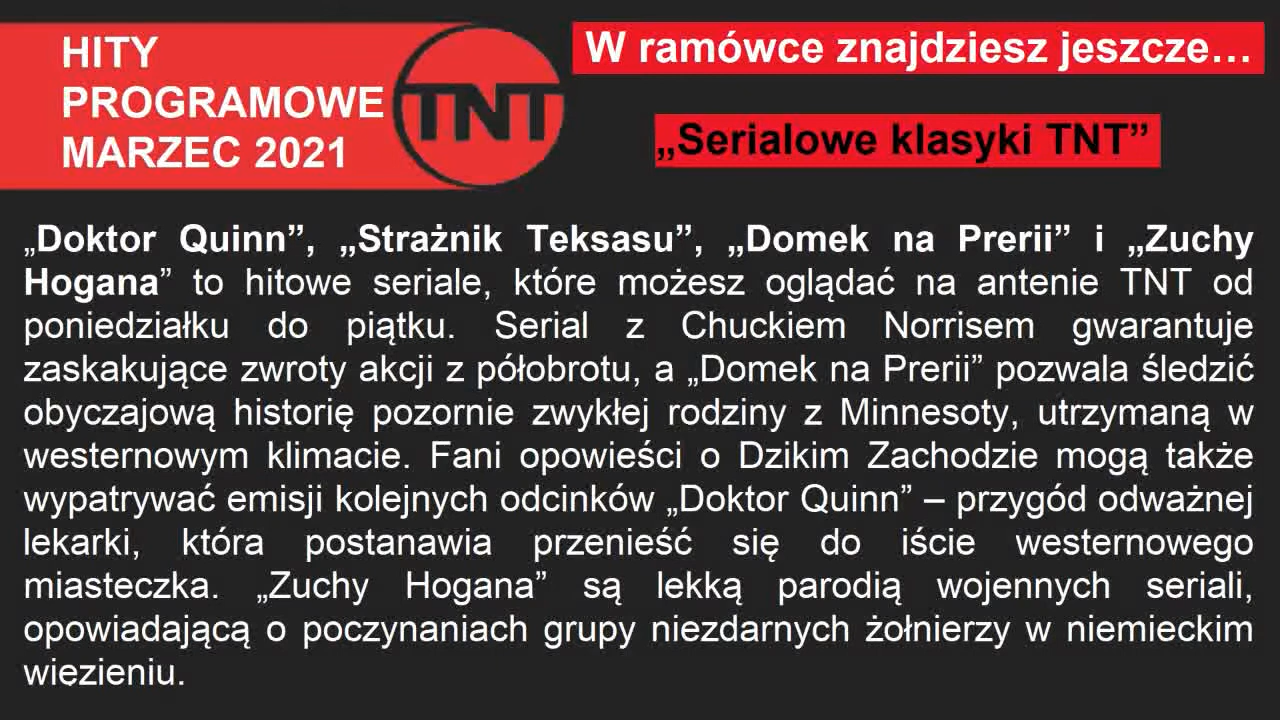 HITY
PROGRAMOWE
MARZEC 2021
TNT
W ramówce znajdziesz jeszcze…
„Serialowe klasyki TNT”
„Doktor Quinn”, „Strażnik Teksasu”, „Domek na Prerii” i „Zuchy
Hogana” to hitowe seriale, które możesz oglądać na antenie TNT od
poniedziałku do piątku. Serial z Chuckiem Norrisem gwarantuje
zaskakujące zwroty akcji z półobrotu, a „Domek na Prerii” pozwala śledzić
obyczajową historię pozornie zwykłej rodziny z Minnesoty, utrzymaną w
westernowym klimacie. Fani opowieści o Dzikim Zachodzie mogą także
wypatrywać emisji kolejnych odcinków „Doktor Quinn” – przygód odważnej
lekarki, która postanawia przenieść się do iście westernowego
miasteczka. „Zuchy Hogana” są lekką parodią wojennych seriali,
opowiadającą o poczynaniach grupy niezdarnych żołnierzy w niemieckim
więzieniu.